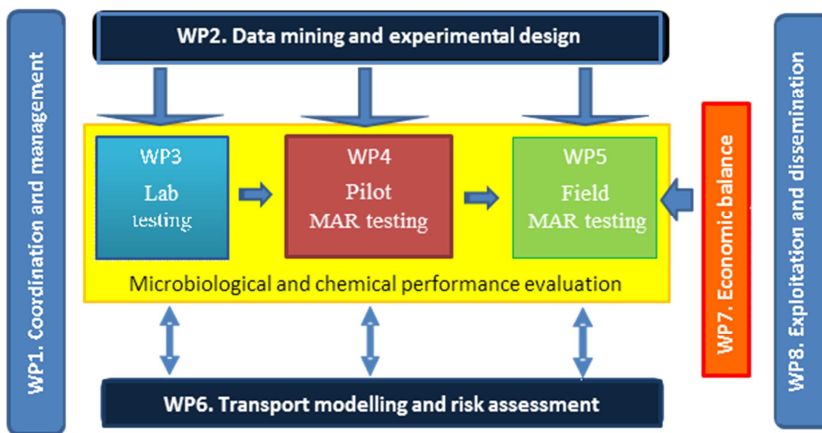 WP1. Coordination and management
WP2. Data mining and experimental design
WP3
Lab
testing
WP4
Pilot
MAR testing
WP5
Field
MAR testing
Microbiological and chemical performance evaluation
WP6. Transport modelling and risk assessment
WP7. Economic balance
WP8. Exploitation and dissemination